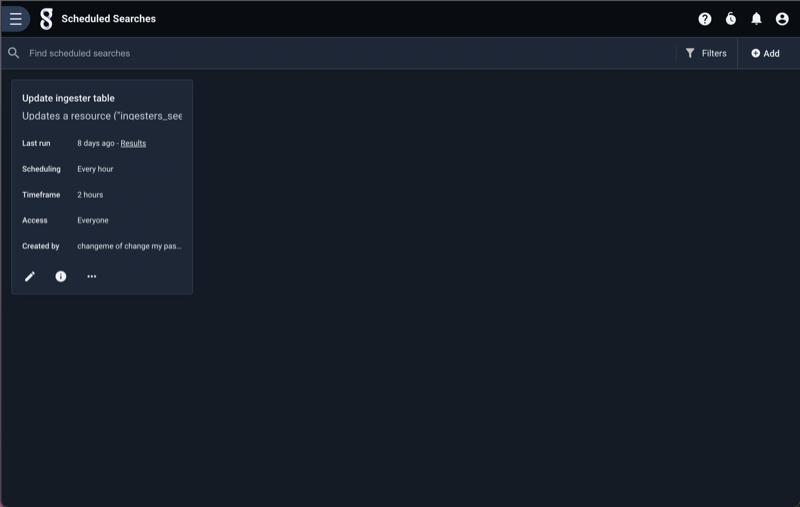 Scheduled Searches
Find scheduled searches
Filters
Add
Update ingester table
Updates a resource ("ingesters_see
Last run 8 days ago - Results
Scheduling Every hour
Timeframe 2 hours
Access Everyone
Created by changeme of change my pas...